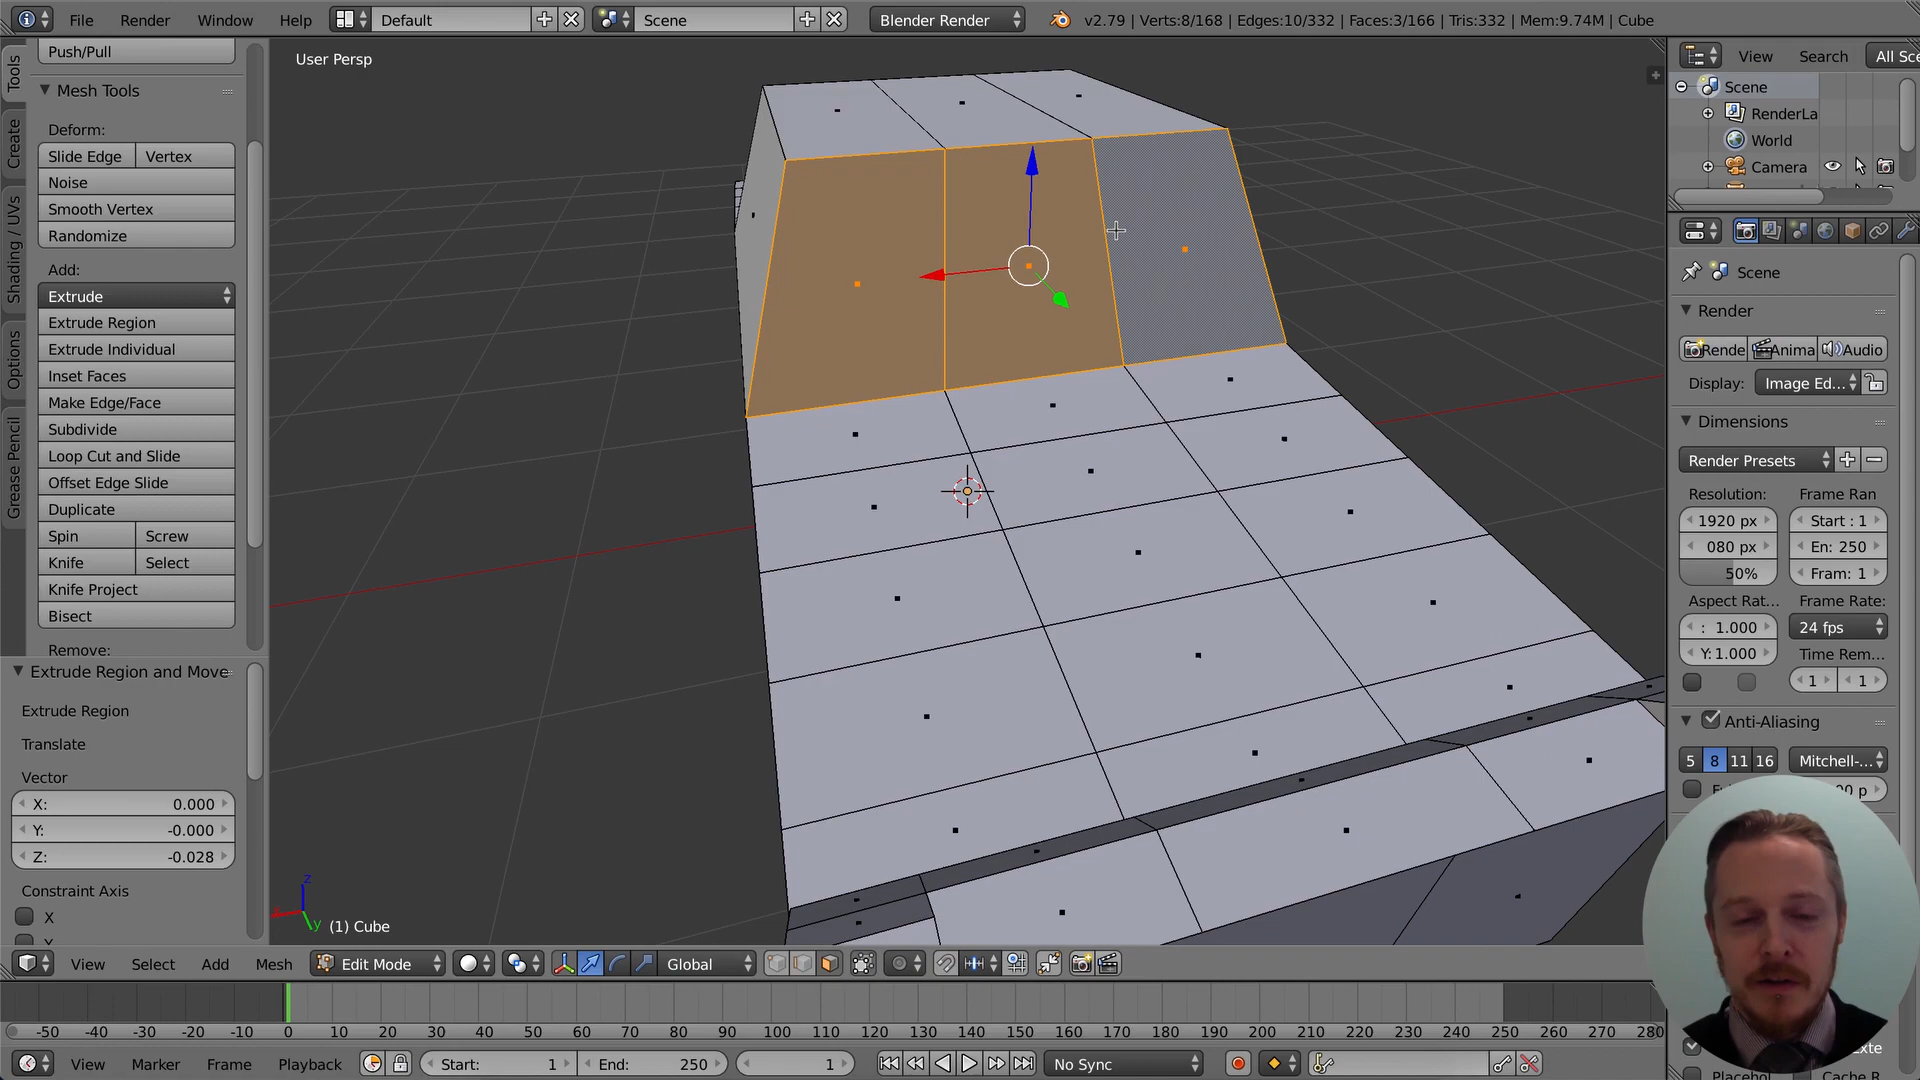 File Render Window Help Default Scene Blender Render v2.79 | Verts:8/168 | Edges:10/332 | Faces:3/166 | Tris:332 | Mem:9.74M | Cube
Push/Pull
Mesh Tools
Deform:
Slide Edge Vertex
Noise
Smooth Vertex
Randomize
Add:
Extrude
Extrude Region
Extrude Individual
Inset Faces
Make Edge/Face
Subdivide
Loop Cut and Slide
Offset Edge Slide
Duplicate
Spin Screw
Knife Select
Knife Project
Bisect
Remove:
Tools
Create
Shading / UVs
Options
Grease Pencil
Extrude Region and Move
Extrude Region
Translate
Vector
X: 0.000
Y: -0.000
Z: -0.028
Constraint Axis
X
User Persp
z
y
(1) Cube
View Search All Sce
Scene
RenderLa
World
Camera
Scene
Render
Rende Anima Audio
Display: Image Ed...
Dimensions
Render Presets
Resolution: Frame Ran
1920 px Start : 1
080 px En: 250
50% Fram: 1
Aspect Rat... Frame Rate:
: 1.000 24 fps
Y: 1.000 Time Rem...
1 1
Anti-Aliasing
5 8 11 16 Mitchell-...
View Select Add Mesh Edit Mode Global
-50 -40 -30 -20 -10 0 10 20 30 40 50 60 70 80 90 100 110 120 130 140 150 160 170 180 190 200 210 220 230 240 250 260 270 280
View Marker Frame Playback Start: 1 End: 250 1 No Sync